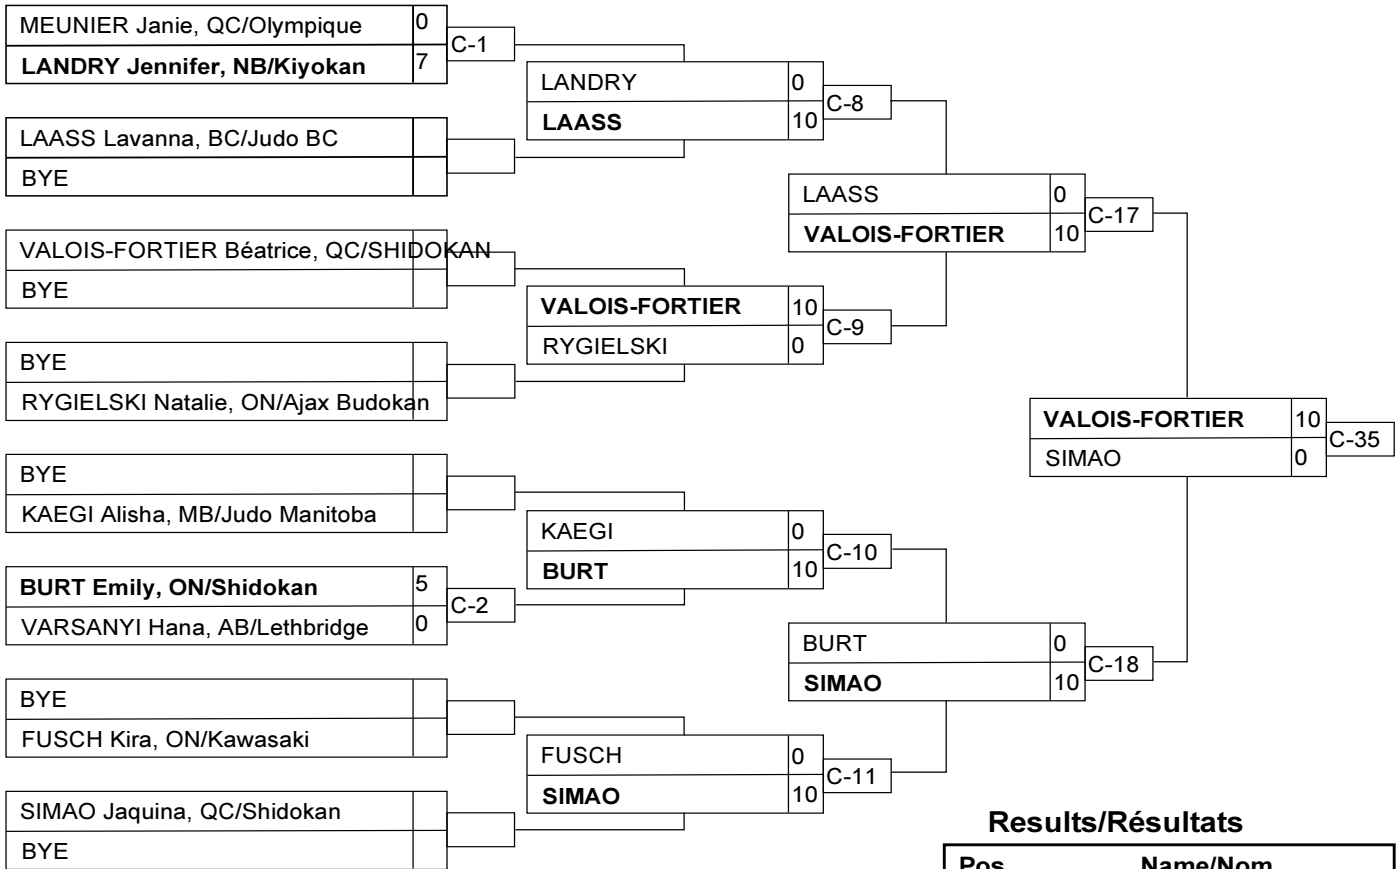 MEUNIER Janie, QC/Olympique 0
LANDRY Jennifer, NB/Kiyokan 7
C-1
LAASS Lavanna, BC/Judo BC
BYE
VALOIS-FORTIER Béatrice, QC/SHIDOKAN
BYE
BYE
RYGIELSKI Natalie, ON/Ajax Budokan
BYE
KAEGI Alisha, MB/Judo Manitoba
BURT Emily, ON/Shidokan 5
VARSANYI Hana, AB/Lethbridge 0
C-2
BYE
FUSCH Kira, ON/Kawasaki
SIMAO Jaquina, QC/Shidokan
BYE
LANDRY 0
LAASS 10
C-8
VALOIS-FORTIER 10
RYGIELSKI 0
C-9
KAEGI 0
BURT 10
C-10
FUSCH 0
SIMAO 10
C-11
LAASS 0
VALOIS-FORTIER 10
C-17
BURT 0
SIMAO 10
C-18
VALOIS-FORTIER 10
SIMAO 0
C-35
Results/Résultats
Pos Name/Nom